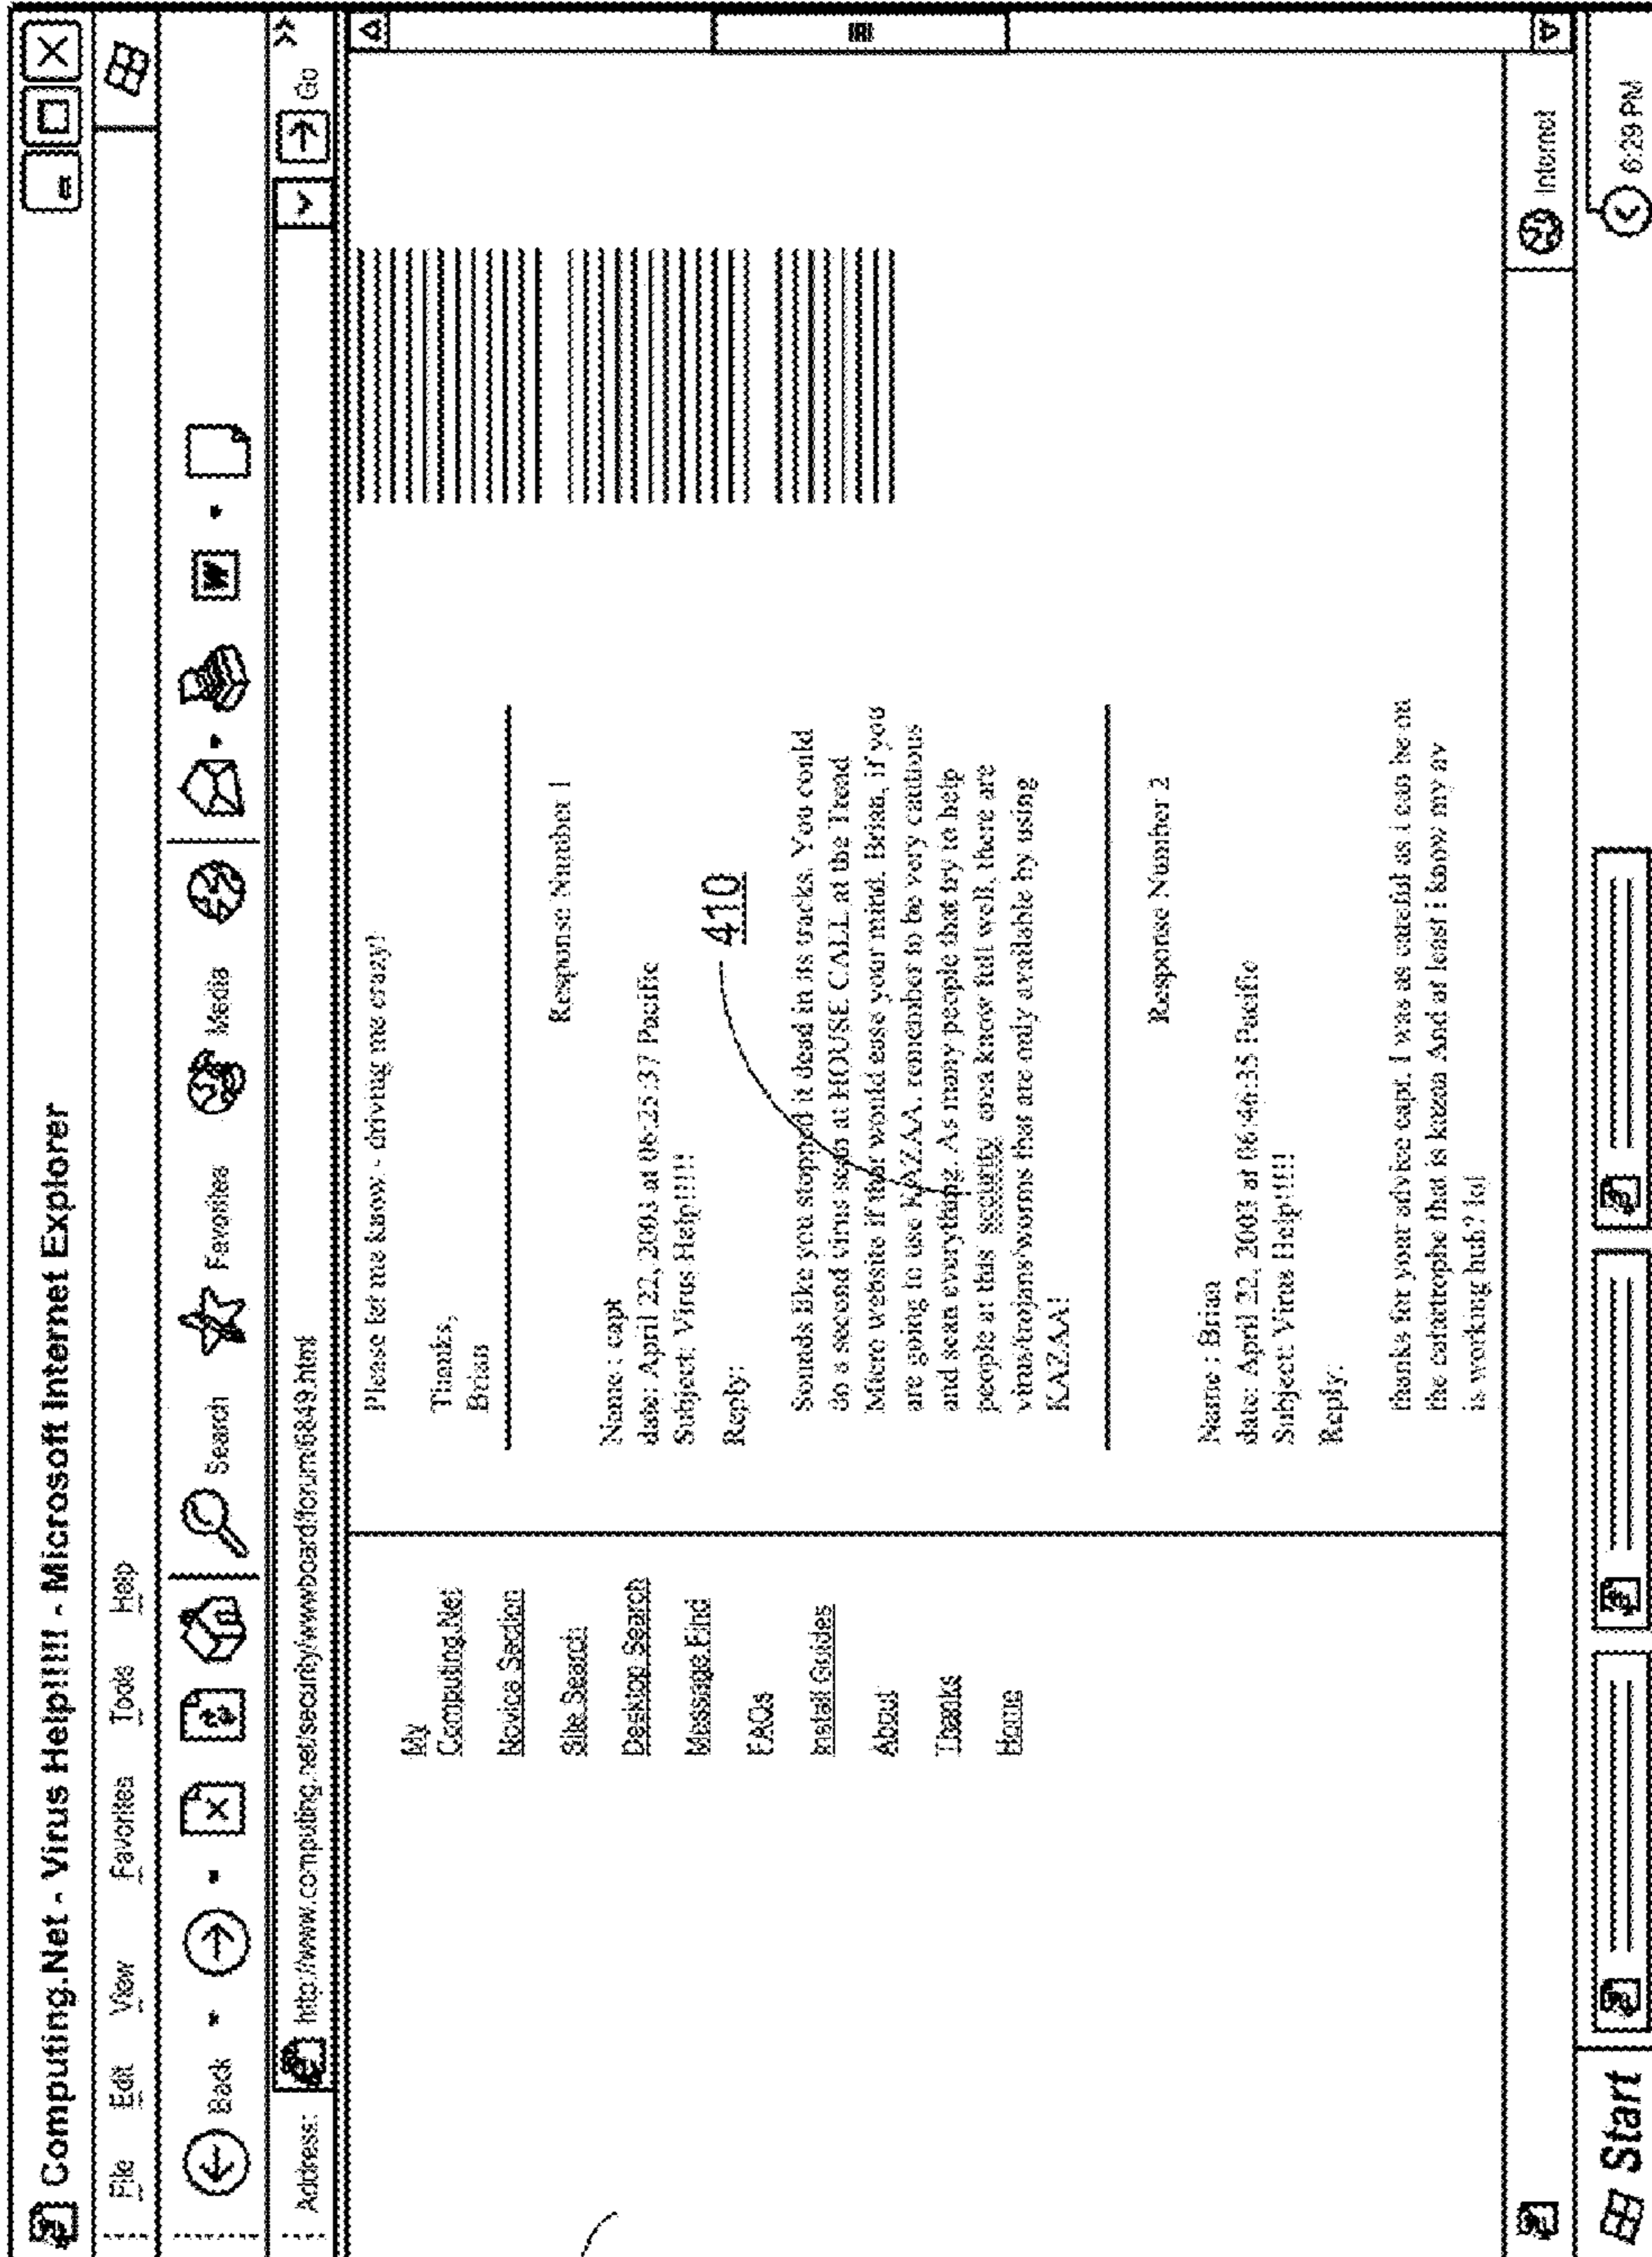 Computing.Net - Virus Help!!!! - Microsoft Internet Explorer
File Edit View Favorites Tools Help
Back Search Favorites Media
Address: http://www.computing.net/security/wwwboard/forum/6849.html Go
My
Computing.Net
Novice Section
Site Search
Desktop Search
Message Find
FAQs
Install Guides
About
Thanks
Home
Please let me know. - driving me crazy!
Thanks,
Brian
Response Number 1
Name : capt
date: April 22, 2003 at 06:25:37 Pacific
Subject: Virus Help!!!!!
Reply:
410
Sounds like you stopped it dead in its tracks. You could
do a second virus scan at HOUSE CALL at the Trend
Micro website if that would ease your mind. Brian, if you
are going to use KAZAA, remember to be very cautious
and scan everything. As many people that try to help
people at this security area know full well, there are
virus/trojans/worms that are only available by using
KAZAA!
Response Number 2
Name : Brian
date: April 22, 2003 at 06:46:35 Pacific
Subject: Virus Help!!!!!
Reply:
thanks for your advice capt. I was as careful as i can be on
the catastrophe that is kazaa And at least i know my av
is working huh? lol
Internet
Start 6:29 PM